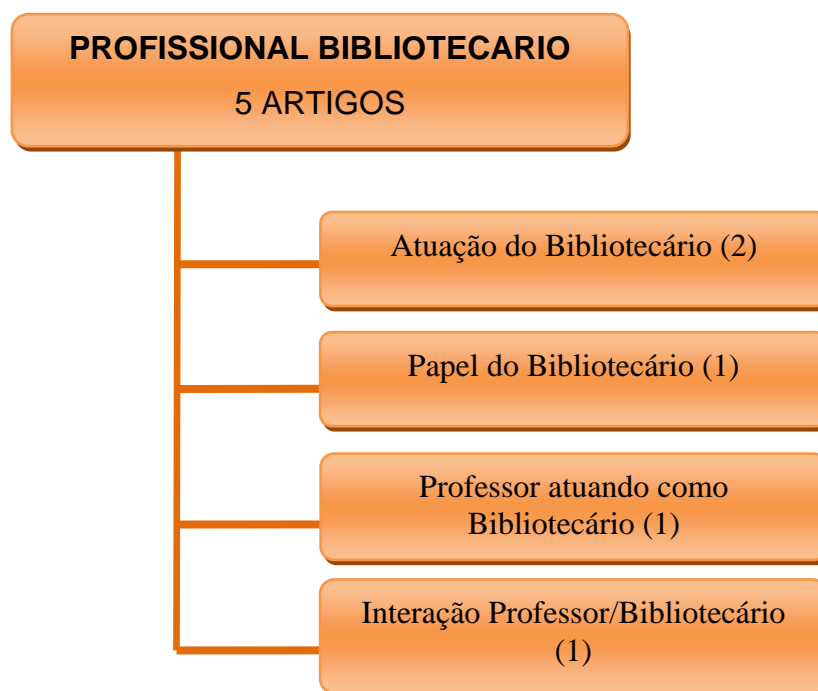 PROFISSIONAL BIBLIOTECARIO
5 ARTIGOS
Atuação do Bibliotecário (2)
Papel do Bibliotecário (1)
Professor atuando como
Bibliotecário (1)
Interação Professor/Bibliotecário
(1)